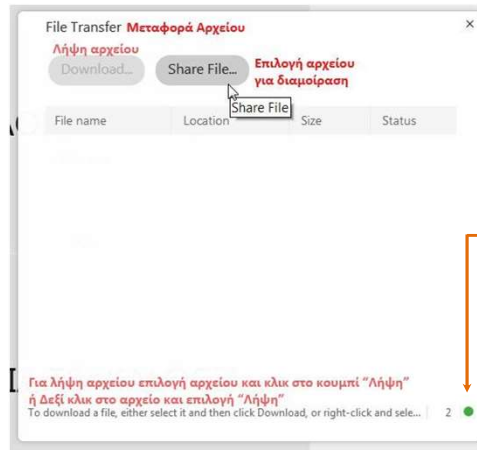 File Transfer Μεταφορά Αρχείου
×
Λήψη αρχείου
Download...
Share File...
Επιλογή αρχείου
για διαμοίραση
Share File
File name Location Size Status
Για λήψη αρχείου επιλογή αρχείου και κλικ στο κουμπί “Λήψη”
ή Δεξί κλικ στο αρχείο και επιλογή “Λήψη”
To download a file, either select it and then click Download, or right-click and sele... 2